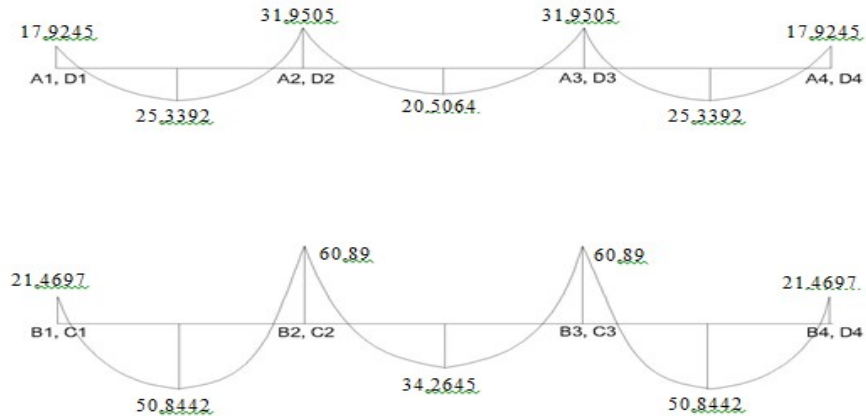 17.9245 31.9505 31.9505 17.9245
A1, D1 A2, D2 A3, D3 A4, D4
25.3392 20.5064 25.3392
60.89 60.89
21.4697 21.4697
B1, C1 B2, C2 B3, C3 B4, D4
34.2645
50.8442 50.8442